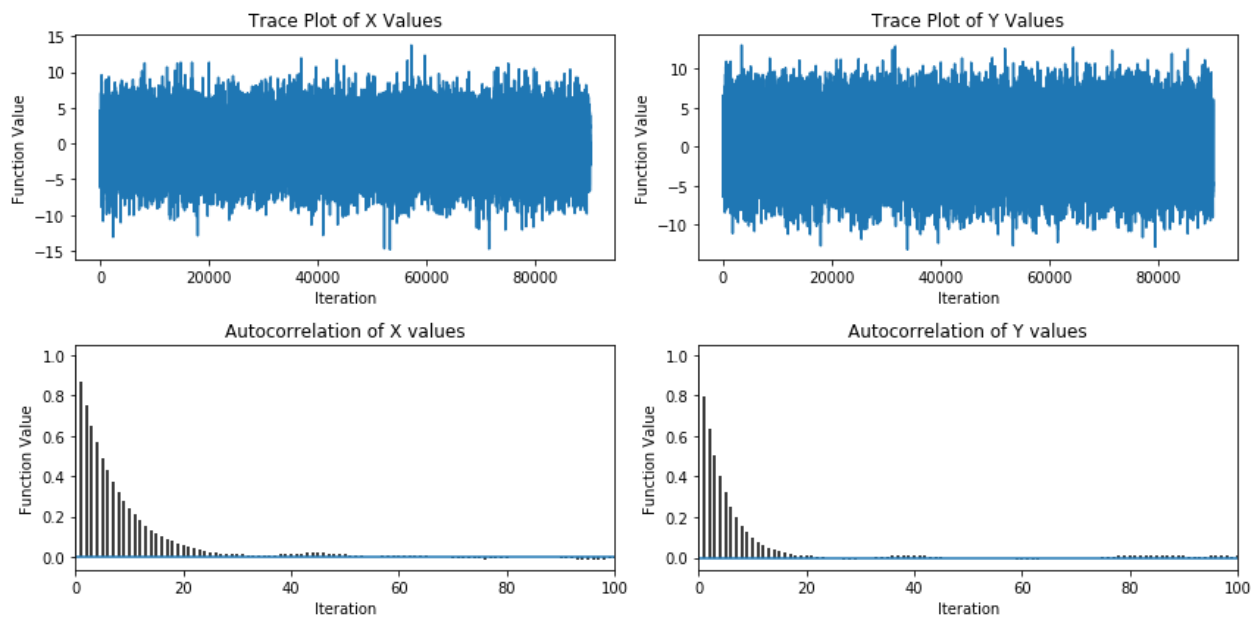 Trace Plot of X Values
Function Value
15
10
5
0
−5
−10
−15
0 20000 40000 60000 80000
Iteration
Trace Plot of Y Values
Function Value
10
5
0
−5
−10
0 20000 40000 60000 80000
Iteration
Autocorrelation of X values
Function Value
1.0
0.8
0.6
0.4
0.2
0.0
0 20 40 60 80 100
Iteration
Autocorrelation of Y values
Function Value
1.0
0.8
0.6
0.4
0.2
0.0
0 20 40 60 80 100
Iteration